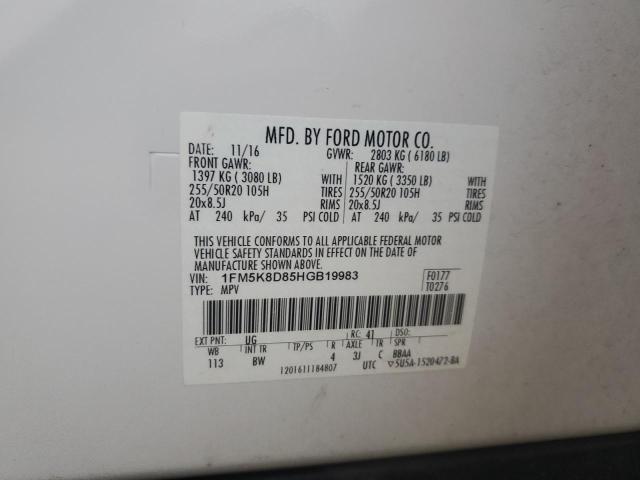 MFD. BY FORD MOTOR CO.
DATE: 11/16 GVWR: 2803 KG ( 6180 LB)
FRONT GAWR: REAR GAWR:
1397 KG ( 3080 LB) WITH 1520 KG ( 3350 LB) WITH
255/50R20 105H TIRES 255/50R20 105H TIRES
20x8.5J RIMS 20x8.5J RIMS
AT 240 kPa/ 35 PSI COLD AT 240 kPa/ 35 PSI COLD
THIS VEHICLE CONFORMS TO ALL APPLICABLE FEDERAL MOTOR
VEHICLE SAFETY STANDARDS IN EFFECT ON THE DATE OF
MANUFACTURE SHOWN ABOVE.
VIN: 1FM5K8D85HGB19983 F0177
TYPE: MPV T0276
EXT PNT: UG RC: 41 DSO:
WB INT TR TP/PS R AXLE TR SPR
113 BW 4 3J C BBAA
1201611184807 UTC ▽5U5A-1520472-BA